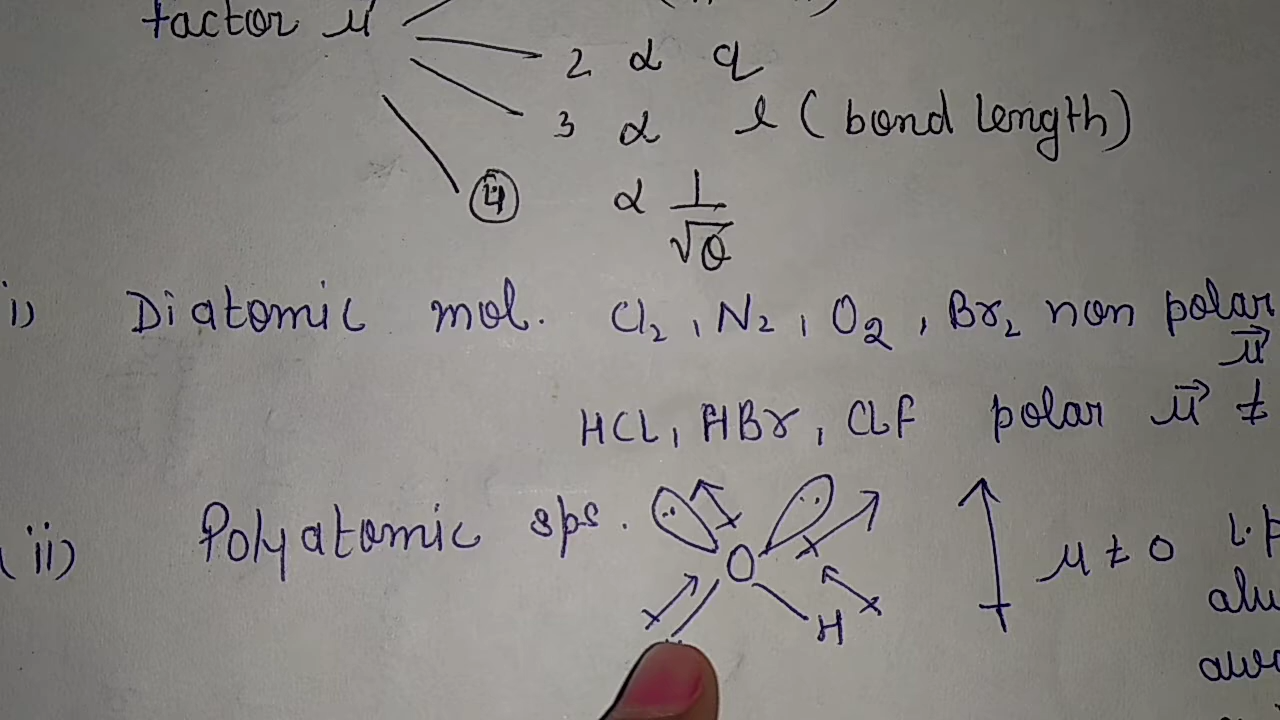 factor μ
2 α q
3 α l (bond length)
④ α 1/√θ
i) Diatomic mol. Cl₂, N₂, O₂, Br₂ non polar
μ⃗
HCl, HBr, ClF polar μ⃗ ≠
(ii) Polyatomic sps.
O
H
μ ≠ 0
l.p